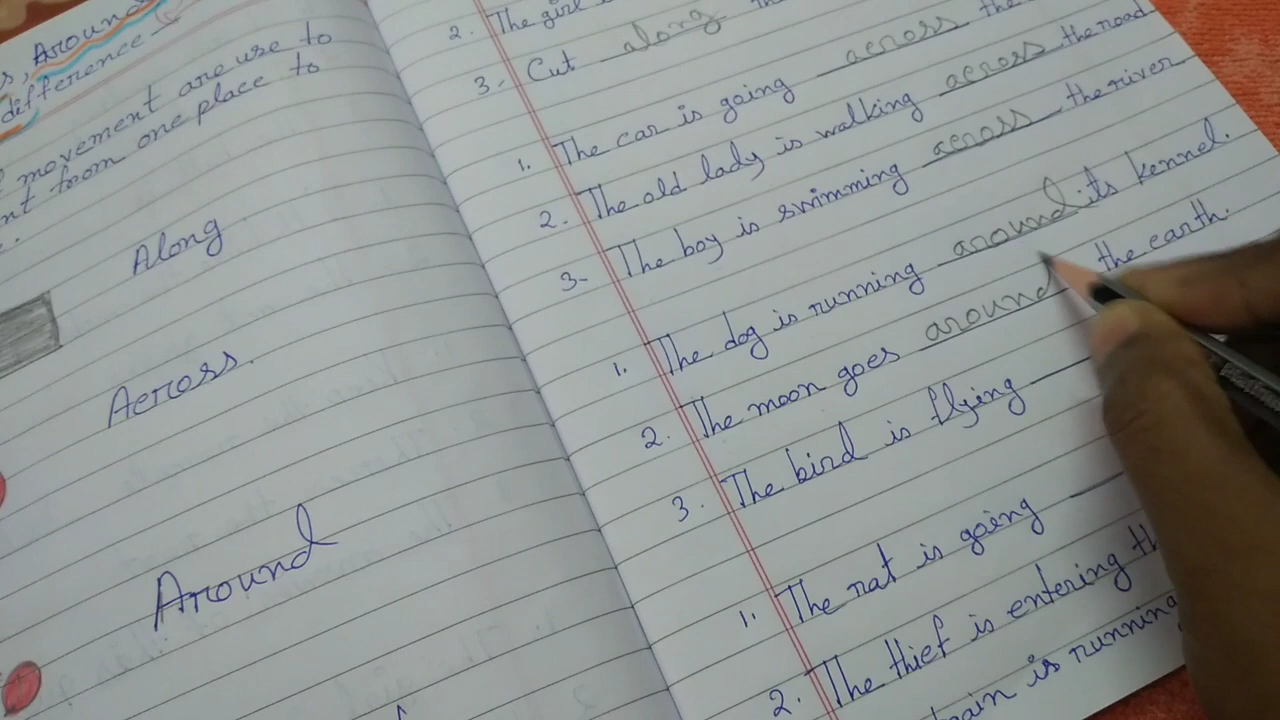 Around
difference
movement are use to
from one place to
Along
Across.
Around
2. The girl
3. Cut along
1. The car is going across the
2. The old lady is walking across the road
3. The boy is swimming across the river
1. The dog is running around its kennel.
2. The moon goes around the earth.
3. The bird is flying
1. The rat is going
2. The thief is entering
is running